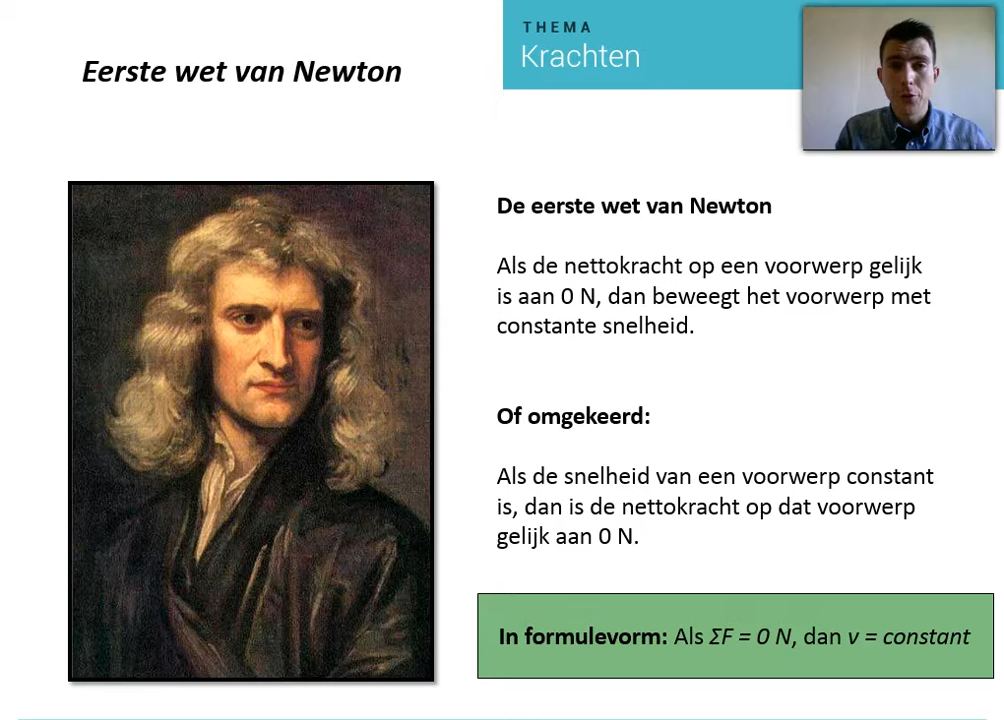 Eerste wet van Newton
THEMA
Krachten
De eerste wet van Newton
Als de nettokracht op een voorwerp gelijk
is aan 0 N, dan beweegt het voorwerp met
constante snelheid.
Of omgekeerd:
Als de snelheid van een voorwerp constant
is, dan is de nettokracht op dat voorwerp
gelijk aan 0 N.
In formulevorm: Als ΣF = 0 N, dan v = constant